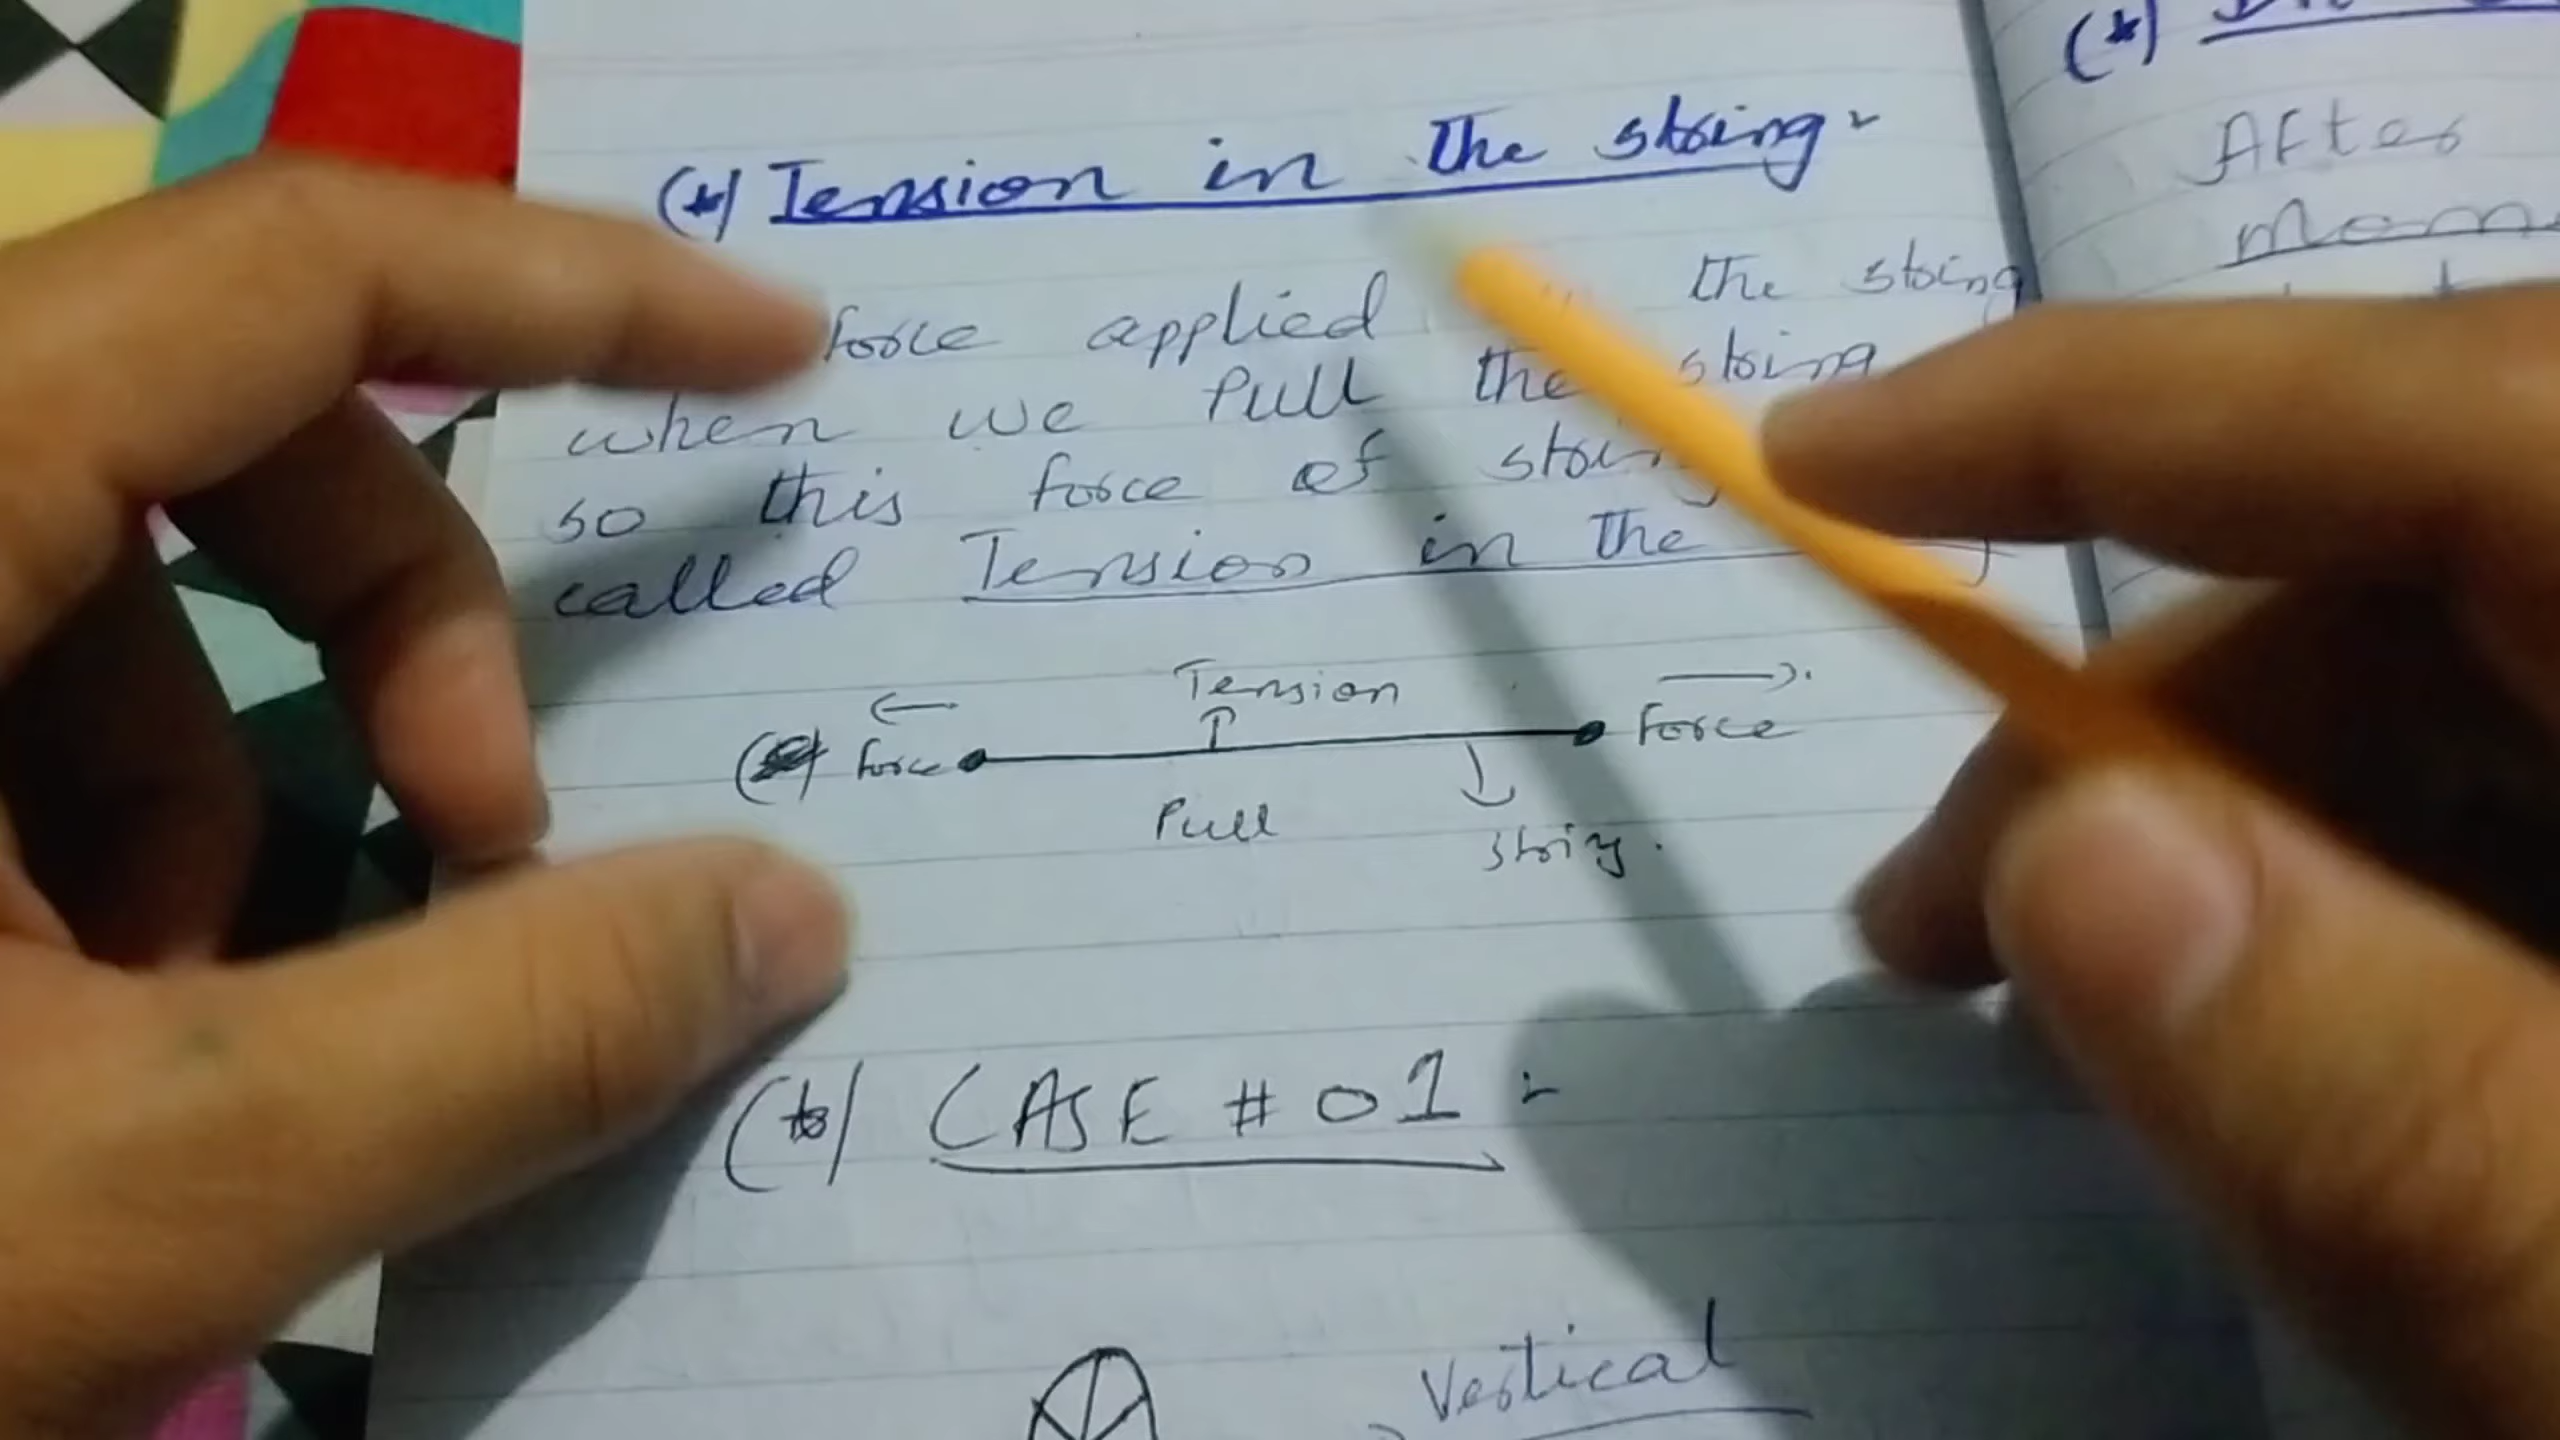 (*) Tension in the string:-
force applied the string
when we Pull the string
so this force of
called Tension in the
Tension
Force Force
Pull
string.
(*) CASE # 01 :-
Vertical
(*)
After